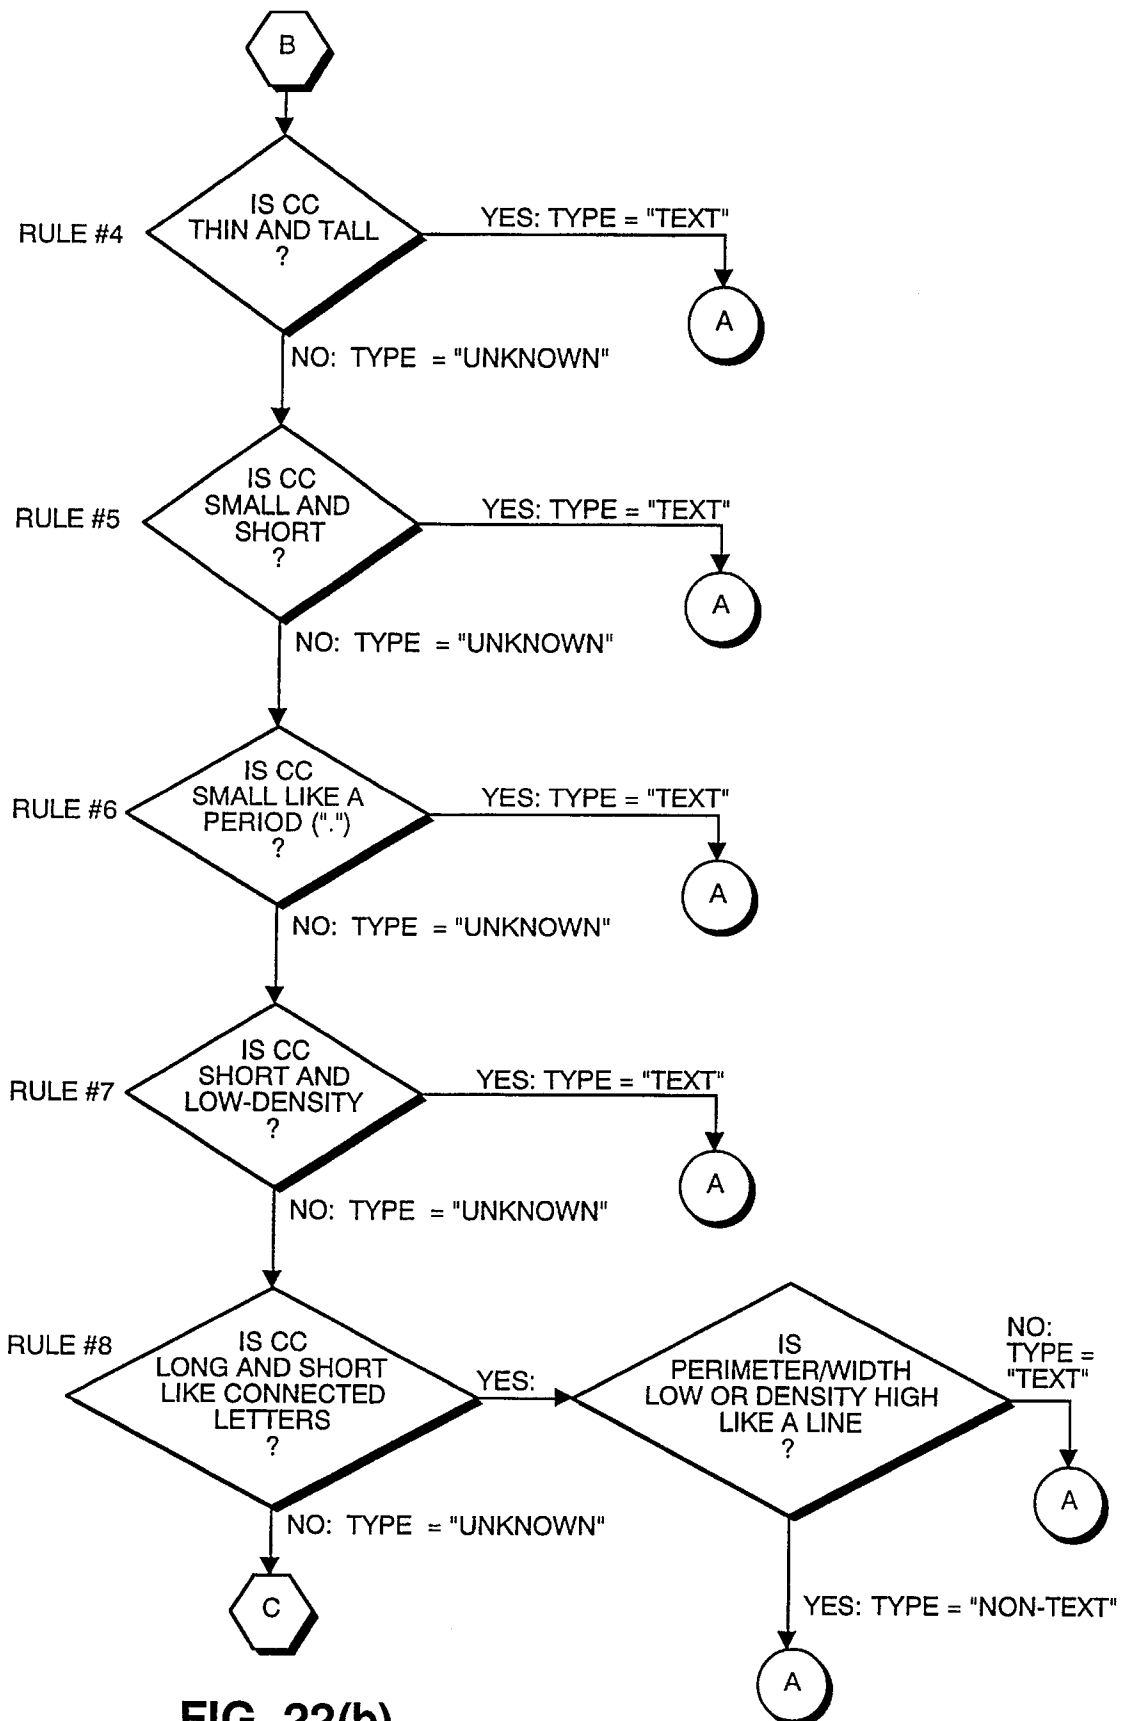 B
IS CC
THIN AND TALL
?
RULE #4
YES: TYPE = "TEXT"
A
NO: TYPE = "UNKNOWN"
IS CC
SMALL AND
SHORT
?
RULE #5
YES: TYPE = "TEXT"
A
NO: TYPE = "UNKNOWN"
IS CC
SMALL LIKE A
PERIOD (".")
?
RULE #6
YES: TYPE = "TEXT"
A
NO: TYPE = "UNKNOWN"
IS CC
SHORT AND
LOW-DENSITY
?
RULE #7
YES: TYPE = "TEXT"
A
NO: TYPE = "UNKNOWN"
RULE #8
IS CC
LONG AND SHORT
LIKE CONNECTED
LETTERS
?
YES:
IS
PERIMETER/WIDTH
LOW OR DENSITY HIGH
LIKE A LINE
?
NO:
TYPE =
"TEXT"
A
NO: TYPE = "UNKNOWN"
C
YES: TYPE = "NON-TEXT"
A
FIG. 22(b)